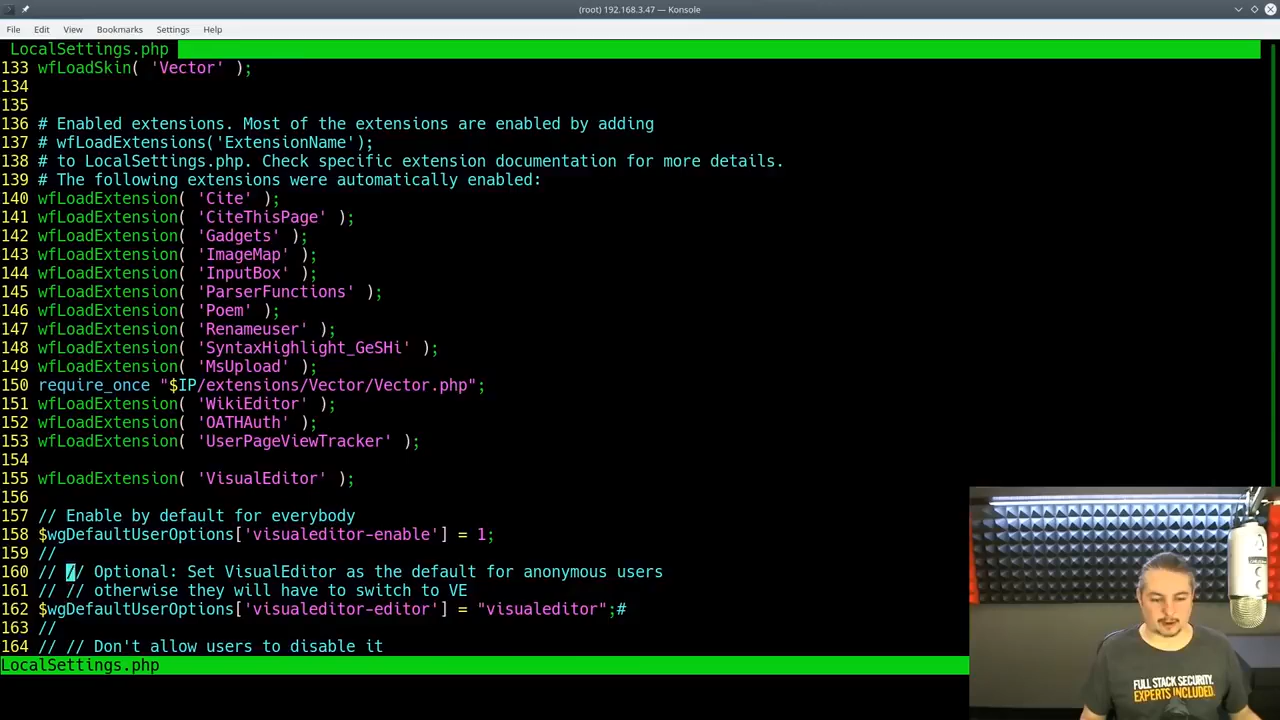 (root) 192.168.3.47 — Konsole
File Edit View Bookmarks Settings Help
LocalSettings.php
133 wfLoadSkin( 'Vector' );
134
135
136 # Enabled extensions. Most of the extensions are enabled by adding
137 # wfLoadExtensions('ExtensionName');
138 # to LocalSettings.php. Check specific extension documentation for more details.
139 # The following extensions were automatically enabled:
140 wfLoadExtension( 'Cite' );
141 wfLoadExtension( 'CiteThisPage' );
142 wfLoadExtension( 'Gadgets' );
143 wfLoadExtension( 'ImageMap' );
144 wfLoadExtension( 'InputBox' );
145 wfLoadExtension( 'ParserFunctions' );
146 wfLoadExtension( 'Poem' );
147 wfLoadExtension( 'Renameuser' );
148 wfLoadExtension( 'SyntaxHighlight_GeSHi' );
149 wfLoadExtension( 'MsUpload' );
150 require_once "$IP/extensions/Vector/Vector.php";
151 wfLoadExtension( 'WikiEditor' );
152 wfLoadExtension( 'OATHAuth' );
153 wfLoadExtension( 'UserPageViewTracker' );
154
155 wfLoadExtension( 'VisualEditor' );
156
157 // Enable by default for everybody
158 $wgDefaultUserOptions['visualeditor-enable'] = 1;
159 //
160 // // Optional: Set VisualEditor as the default for anonymous users
161 // // otherwise they will have to switch to VE
162 $wgDefaultUserOptions['visualeditor-editor'] = "visualeditor";#
163 //
164 // // Don't allow users to disable it
LocalSettings.php
FULL STACK SECURITY.
EXPERTS INCLUDED.